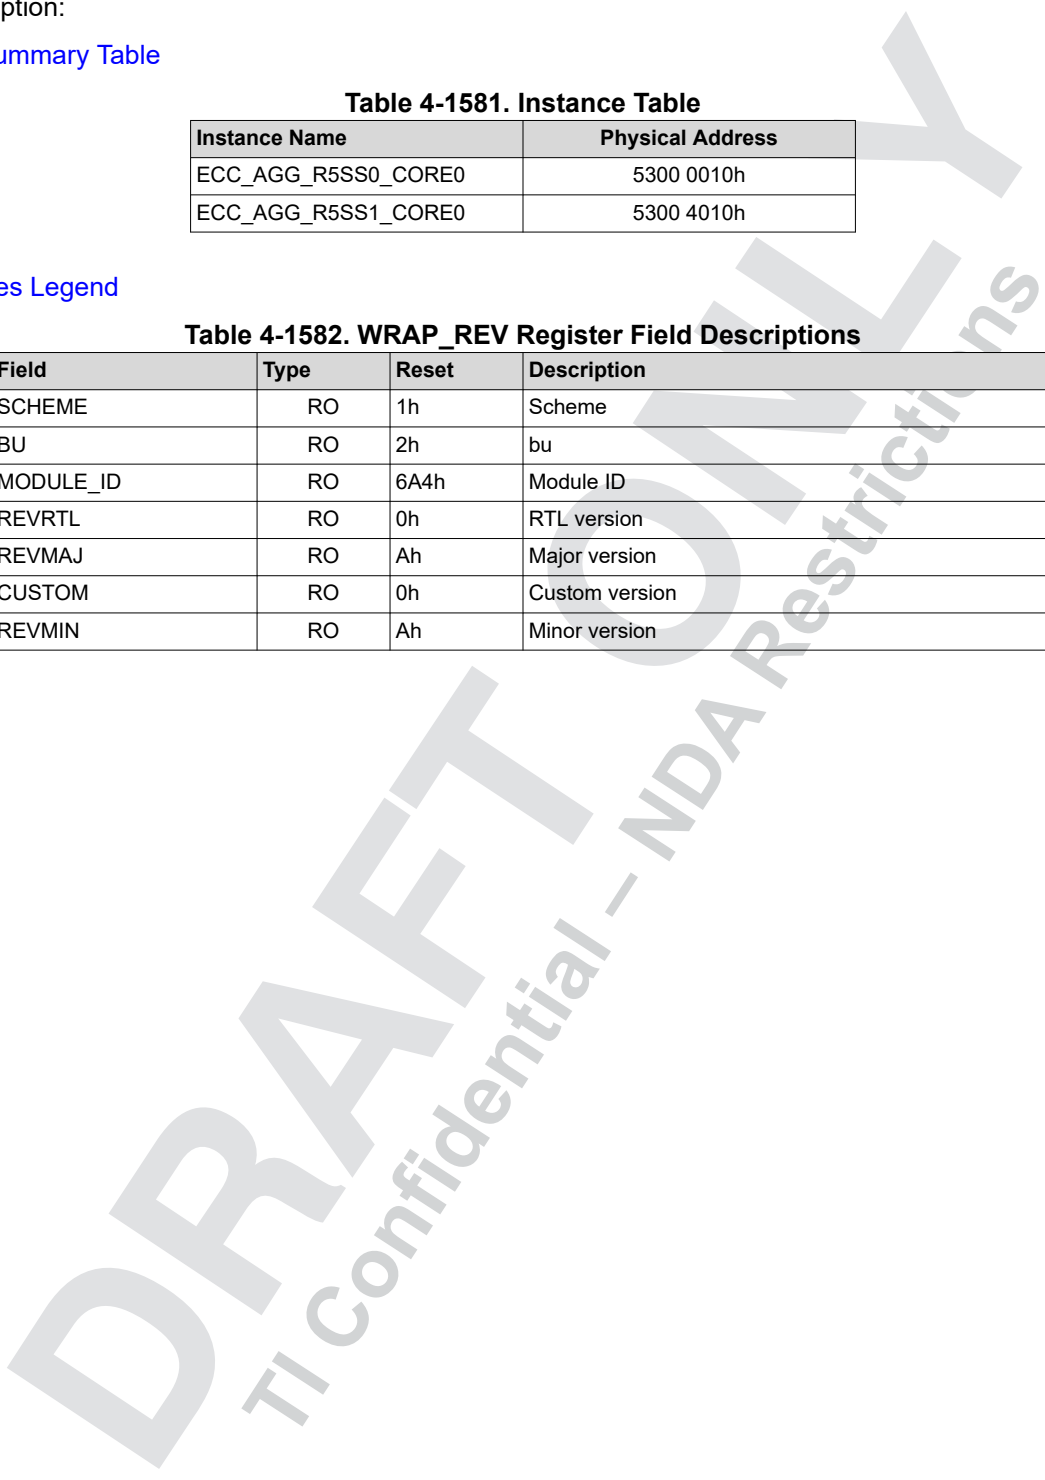 ption:
ummary Table
Table 4-1581. Instance Table
Instance Name Physical Address
ECC_AGG_R5SS0_CORE0 5300 0010h
ECC_AGG_R5SS1_CORE0 5300 4010h
es Legend
Table 4-1582. WRAP_REV Register Field Descriptions
Field Type Reset Description
SCHEME RO 1h Scheme
BU RO 2h bu
MODULE_ID RO 6A4h Module ID
REVRTL RO 0h RTL version
REVMAJ RO Ah Major version
CUSTOM RO 0h Custom version
REVMIN RO Ah Minor version
DRAFT ONLY
TI Confidential – NDA Restrictions